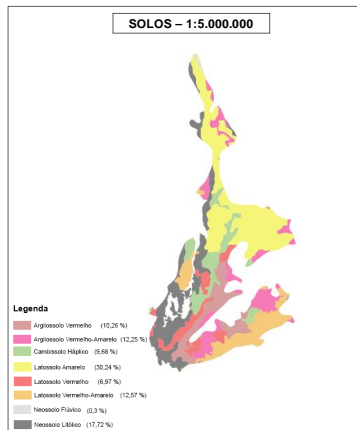 SOLOS – 1:5.000.000
Legenda
Argilossolo Vermelho (10,26 %)
Argilossolo Vermelho-Amarelo (12,25 %)
Cambissolo Háplico (9,68 %)
Latossolo Amarelo (30,24 %)
Latossolo Vermelho (6,97 %)
Latossolo Vermelho-Amarelo (12,57 %)
Neossolo Flúvico (0,3 %)
Neossolo Litólico (17,72 %)